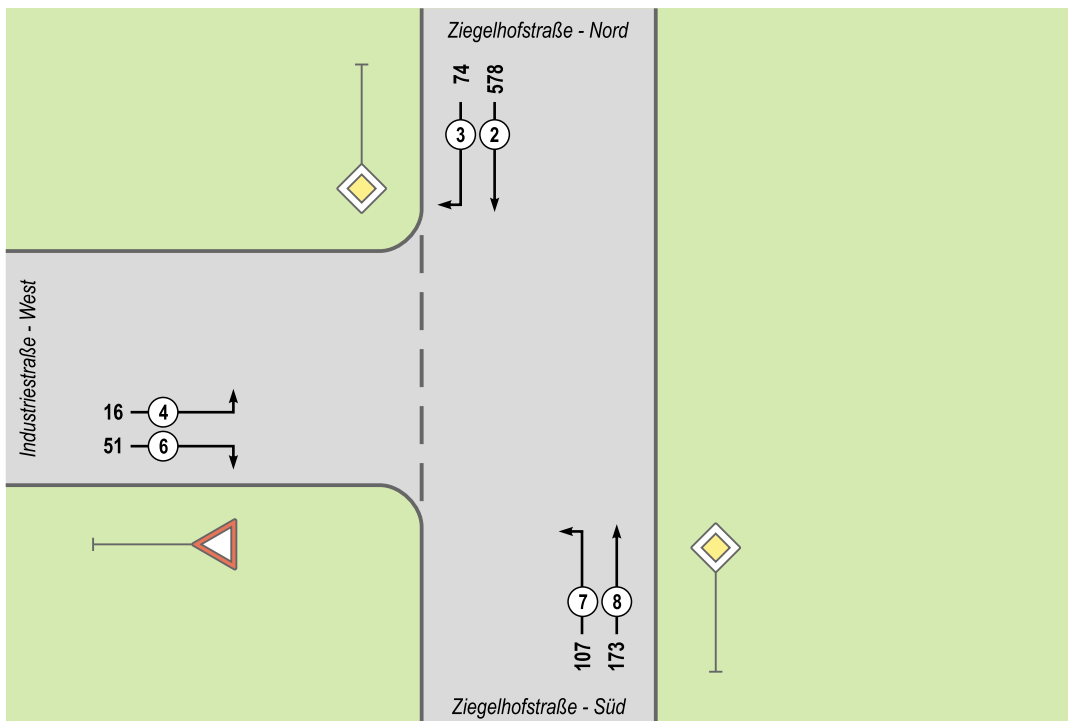 Ziegelhofstraße - Nord
74 578
3 2
Industriestraße - West
16 4
51 6
7 8
107 173
Ziegelhofstraße - Süd